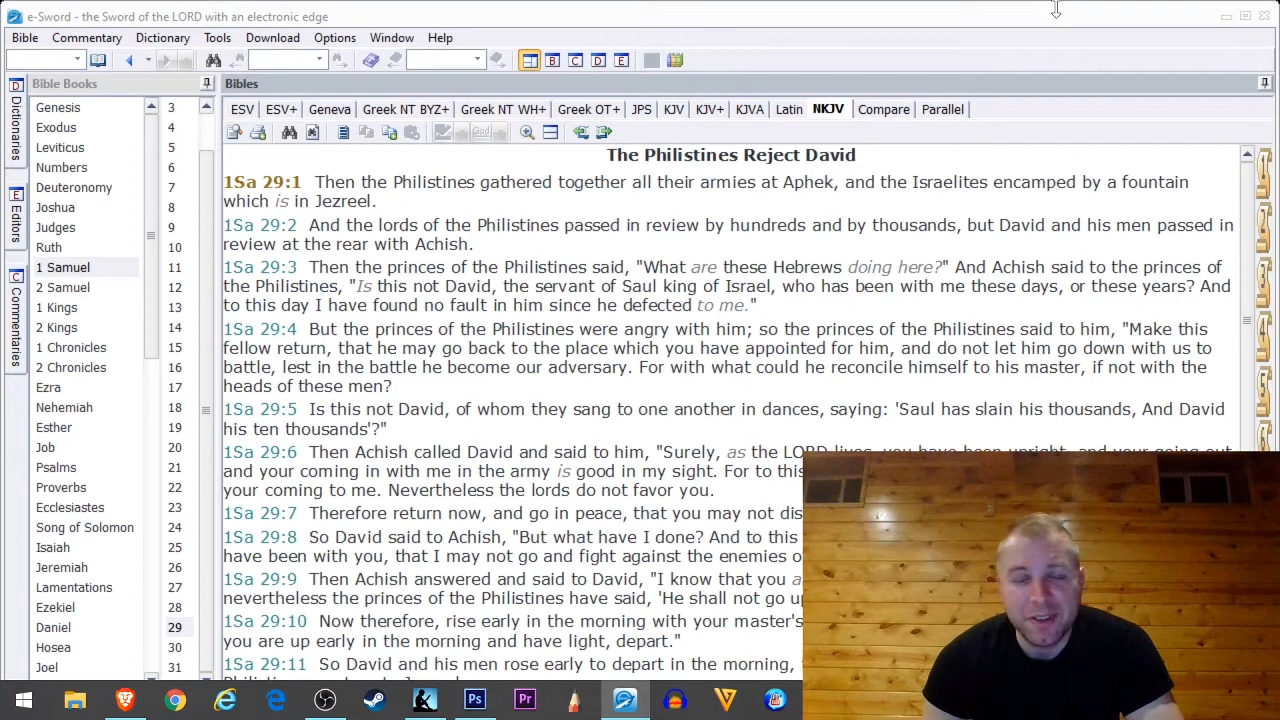 e-Sword - the Sword of the LORD with an electronic edge
Bible Commentary Dictionary Tools Download Options Window Help
B C D E
Bible Books
Bibles
Dictionaries
Editors
Commentaries
Genesis
Exodus
Leviticus
Numbers
Deuteronomy
Joshua
Judges
Ruth
1 Samuel
2 Samuel
1 Kings
2 Kings
1 Chronicles
2 Chronicles
Ezra
Nehemiah
Esther
Job
Psalms
Proverbs
Ecclesiastes
Song of Solomon
Isaiah
Jeremiah
Lamentations
Ezekiel
Daniel
Hosea
Joel
3
4
5
6
7
8
9
10
11
12
13
14
15
16
17
18
19
20
21
22
23
24
25
26
27
28
29
30
31
ESV ESV+ Geneva Greek NT BYZ+ Greek NT WH+ Greek OT+ JPS KJV KJV+ KJVA Latin NKJV Compare Parallel
God
The Philistines Reject David
1Sa 29:1 Then the Philistines gathered together all their armies at Aphek, and the Israelites encamped by a fountain
which is in Jezreel.
1Sa 29:2 And the lords of the Philistines passed in review by hundreds and by thousands, but David and his men passed in
review at the rear with Achish.
1Sa 29:3 Then the princes of the Philistines said, "What are these Hebrews doing here?" And Achish said to the princes of
the Philistines, "Is this not David, the servant of Saul king of Israel, who has been with me these days, or these years? And
to this day I have found no fault in him since he defected to me."
1Sa 29:4 But the princes of the Philistines were angry with him; so the princes of the Philistines said to him, "Make this
fellow return, that he may go back to the place which you have appointed for him, and do not let him go down with us to
battle, lest in the battle he become our adversary. For with what could he reconcile himself to his master, if not with the
heads of these men?
1Sa 29:5 Is this not David, of whom they sang to one another in dances, saying: 'Saul has slain his thousands, And David
his ten thousands'?"
1Sa 29:6 Then Achish called David and said to him, "Surely, as the LORD lives, you have been upright, and your going out
and your coming in with me in the army is good in my sight. For to this
your coming to me. Nevertheless the lords do not favor you.
1Sa 29:7 Therefore return now, and go in peace, that you may not dis
1Sa 29:8 So David said to Achish, "But what have I done? And to this
have been with you, that I may not go and fight against the enemies o
1Sa 29:9 Then Achish answered and said to David, "I know that you a
nevertheless the princes of the Philistines have said, 'He shall not go up
1Sa 29:10 Now therefore, rise early in the morning with your master's
you are up early in the morning and have light, depart."
1Sa 29:11 So David and his men rose early to depart in the morning,
1
2
3
4
5
Ps Pr